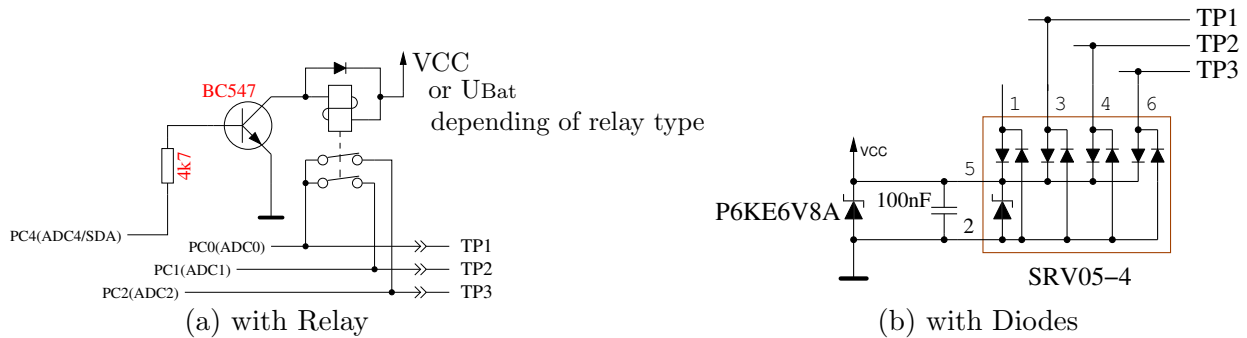 BC547
4k7
PC4(ADC4/SDA)
VCC
or UBat
depending of relay type
PC0(ADC0)
TP1
PC1(ADC1)
TP2
PC2(ADC2)
TP3
(a) with Relay
TP1
TP2
TP3
1
3
4
6
VCC
5
P6KE6V8A
100nF
2
SRV05−4
(b) with Diodes